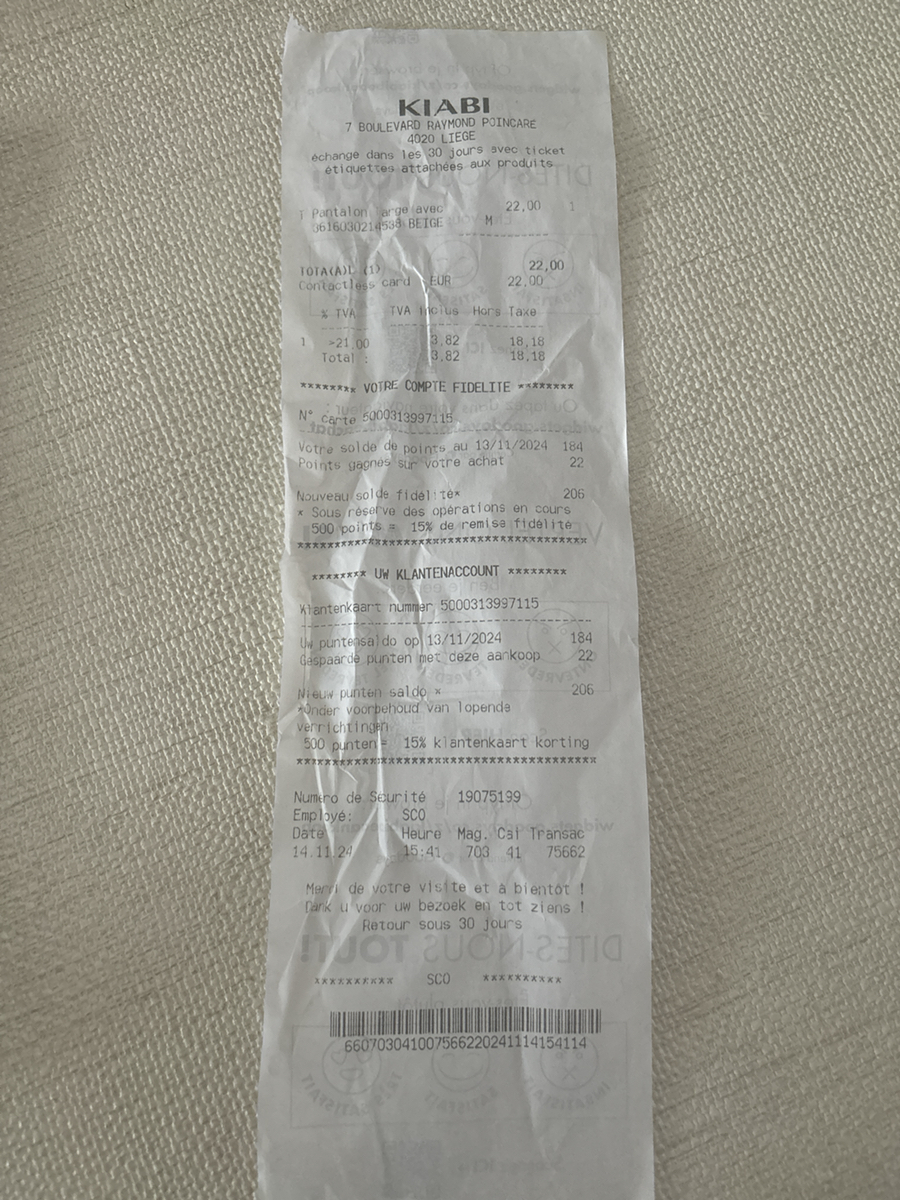 KIABI
7 BOULEVARD RAYMOND POINCARE
4020 LIEGE
échange dans les 30 jours avec ticket
étiquettes attachées aux produits
1 Pantalon large avec 22,00 1
3616030214538 BEIGE M
TOTA(A)L (1) 22,00
Contactless card EUR 22,00
% TVA TVA Inclus Hors Taxe
1 >21,00 3,82 18,18
Total : 3,82 18,18
******** VOTRE COMPTE FIDELITE ********
N° Carte 5000313997115
Votre solde de points au 13/11/2024 184
Points gagnés sur votre achat 22
Nouveau solde fidélité* 206
* Sous réserve des opérations en cours
500 points = 15% de remise fidélité
****************************************
******** UW KLANTENACCOUNT ********
Klantenkaart nummer 5000313997115
Uw puntensaldo op 13/11/2024 184
Gespaarde punten met deze aankoop 22
Nieuw punten saldo * 206
*Onder voorbehoud van lopende
verrichtingen
500 punten = 15% klantenkaart korting
****************************************
Numéro de Sécurité 19075199
Employé: SCO
Date Heure Mag. Cai Transac
14.11.24 15:41 703 41 75662
Merci de votre visite et à bientôt !
Dank u voor uw bezoek en tot ziens !
Retour sous 30 jours
********** SCO **********
660703041007566220241114154114